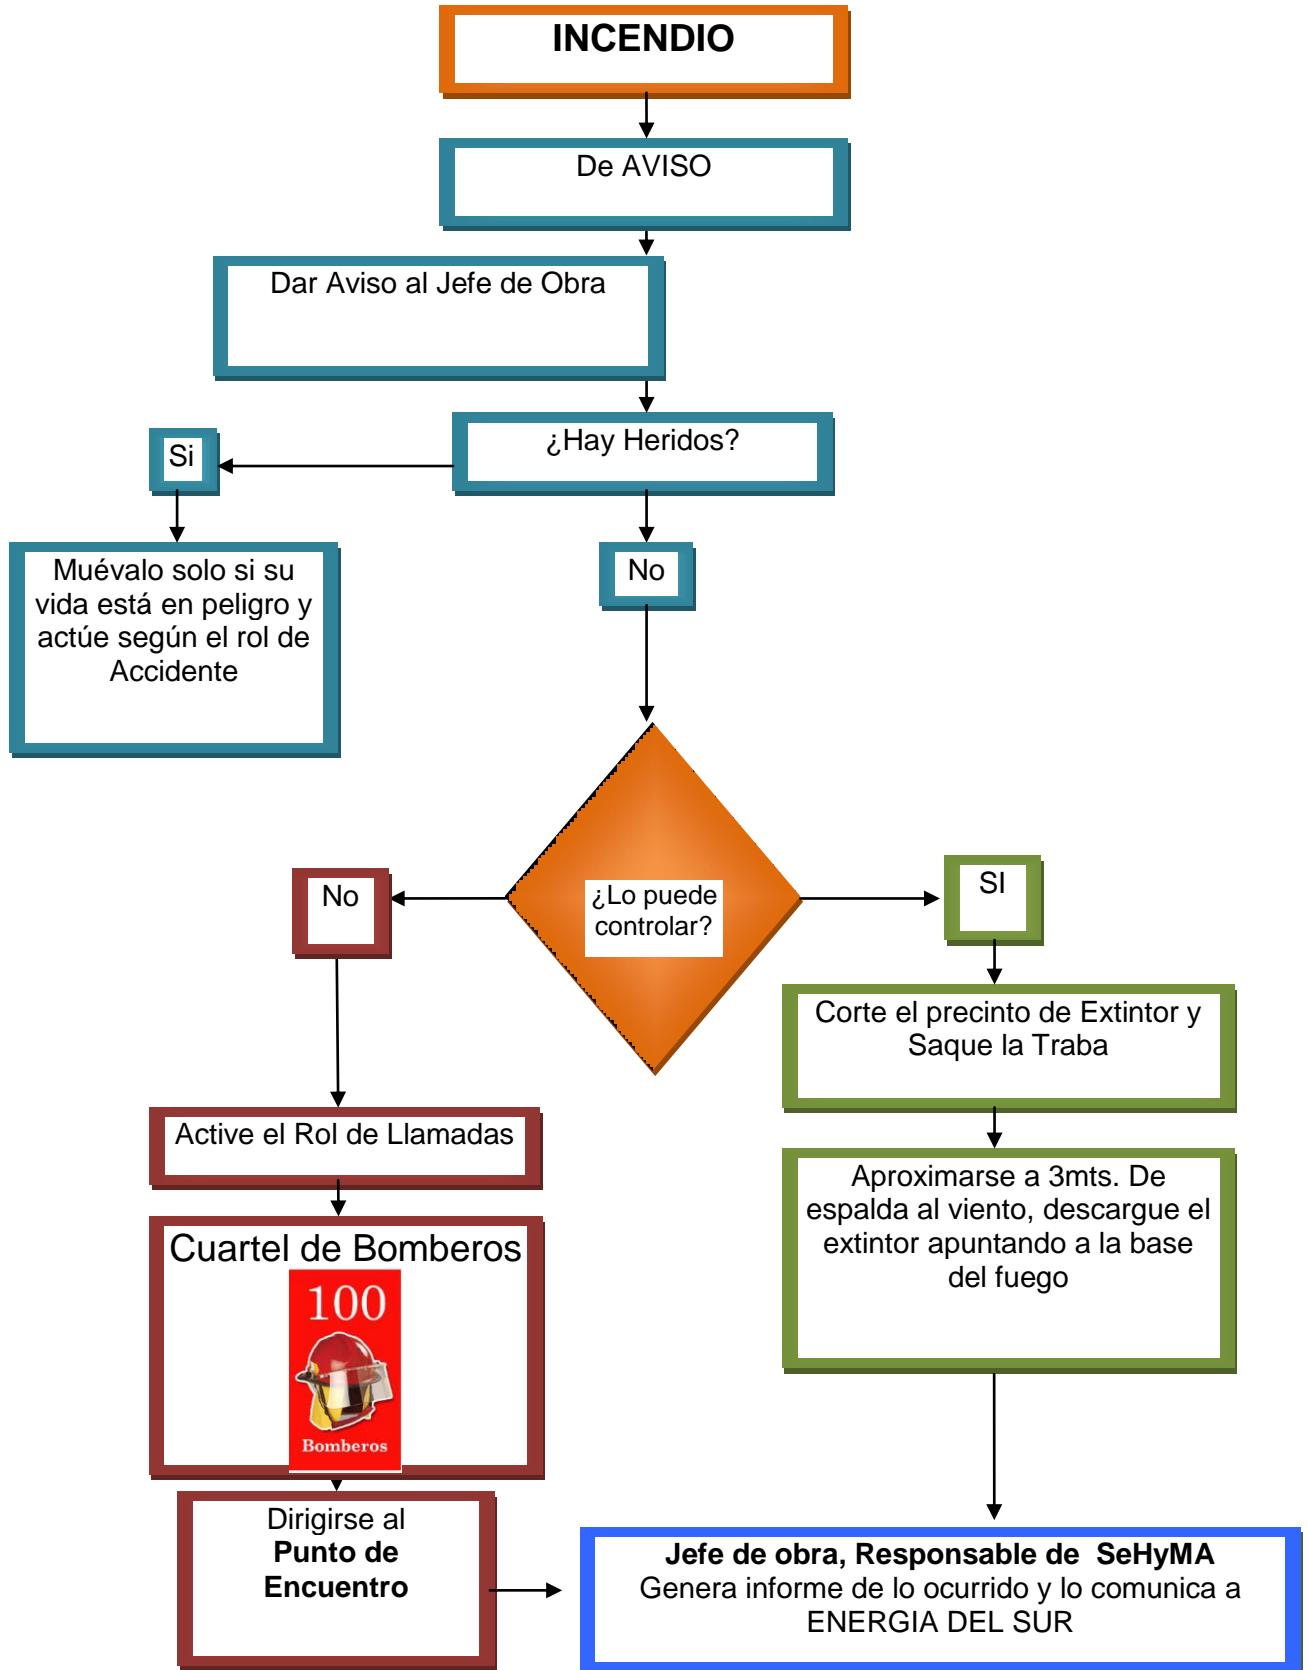 INCENDIO
De AVISO
Dar Aviso al Jefe de Obra
¿Hay Heridos?
Si
Muévalo solo si su
vida está en peligro y
actúe según el rol de
Accidente
No
¿Lo puede
controlar?
No
SI
Corte el precinto de Extintor y
Saque la Traba
Active el Rol de Llamadas
Aproximarse a 3mts. De
espalda al viento, descargue el
extintor apuntando a la base
del fuego
Cuartel de Bomberos
100
Bomberos
Dirigirse al
Punto de
Encuentro
Jefe de obra, Responsable de SeHyMA
Genera informe de lo ocurrido y lo comunica a
ENERGIA DEL SUR